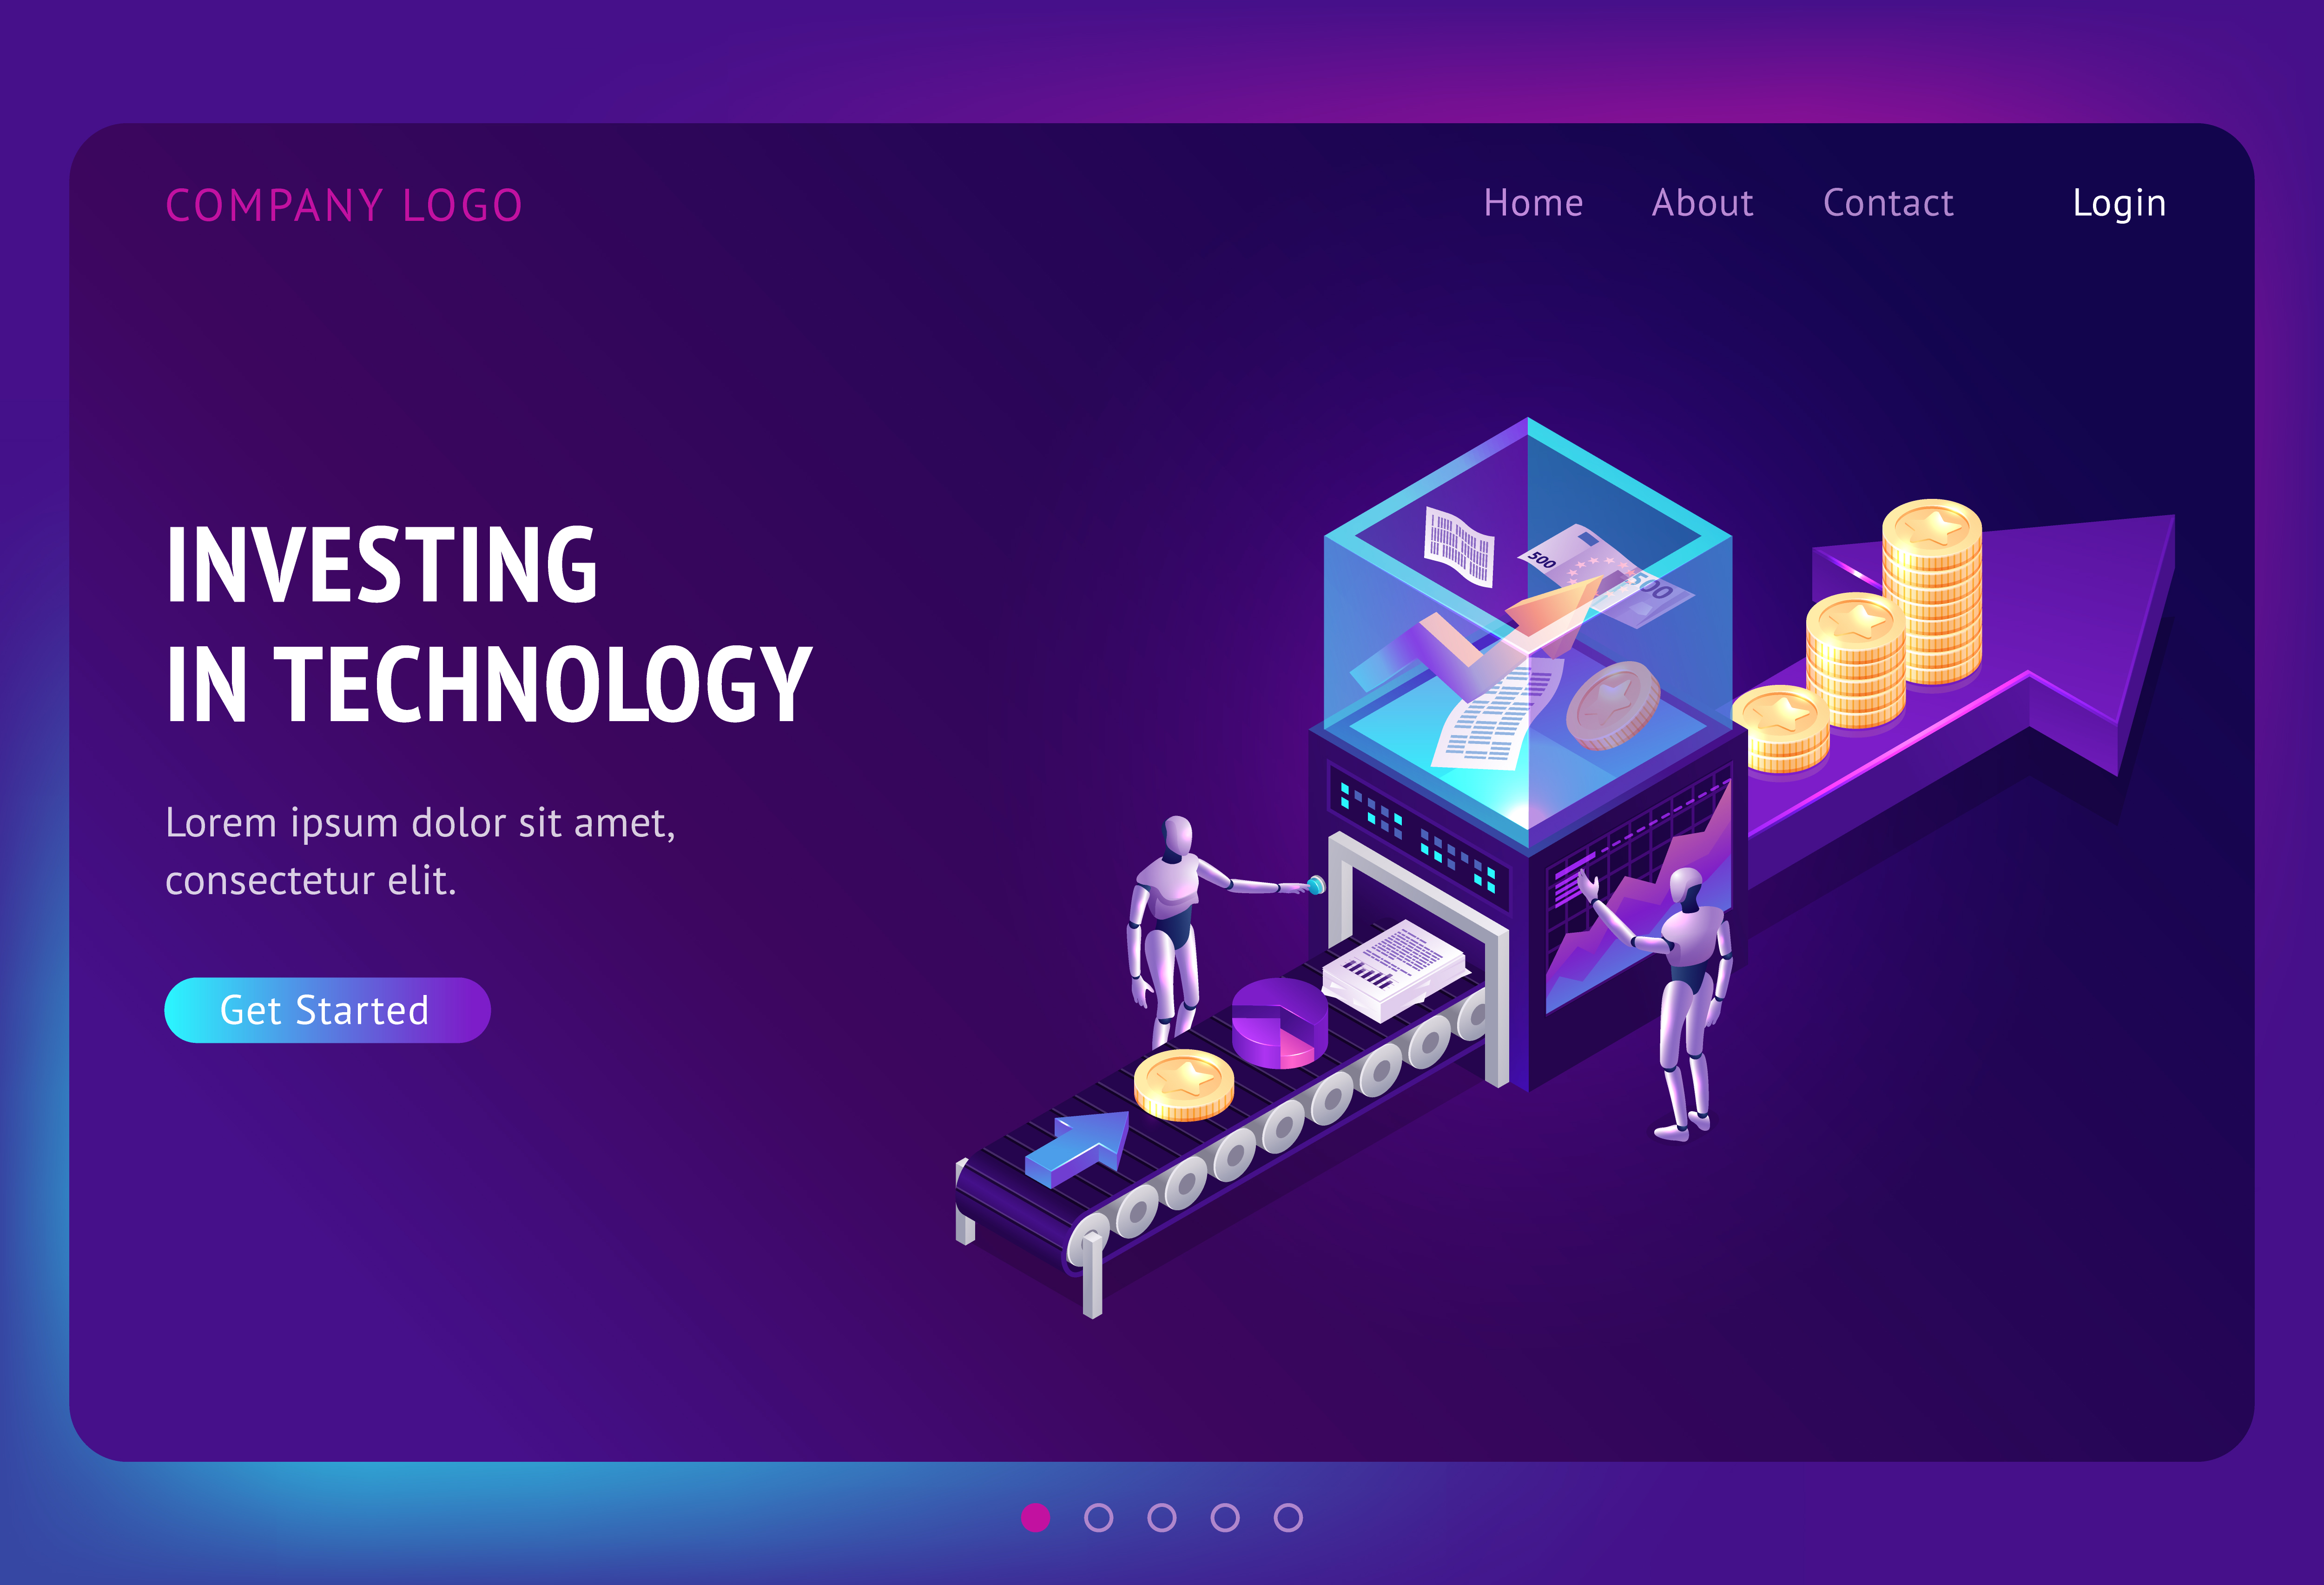 COMPANY LOGO
Home About Contact Login
INVESTING
IN TECHNOLOGY
Lorem ipsum dolor sit amet,
consectetur elit.
Get Started
500
500